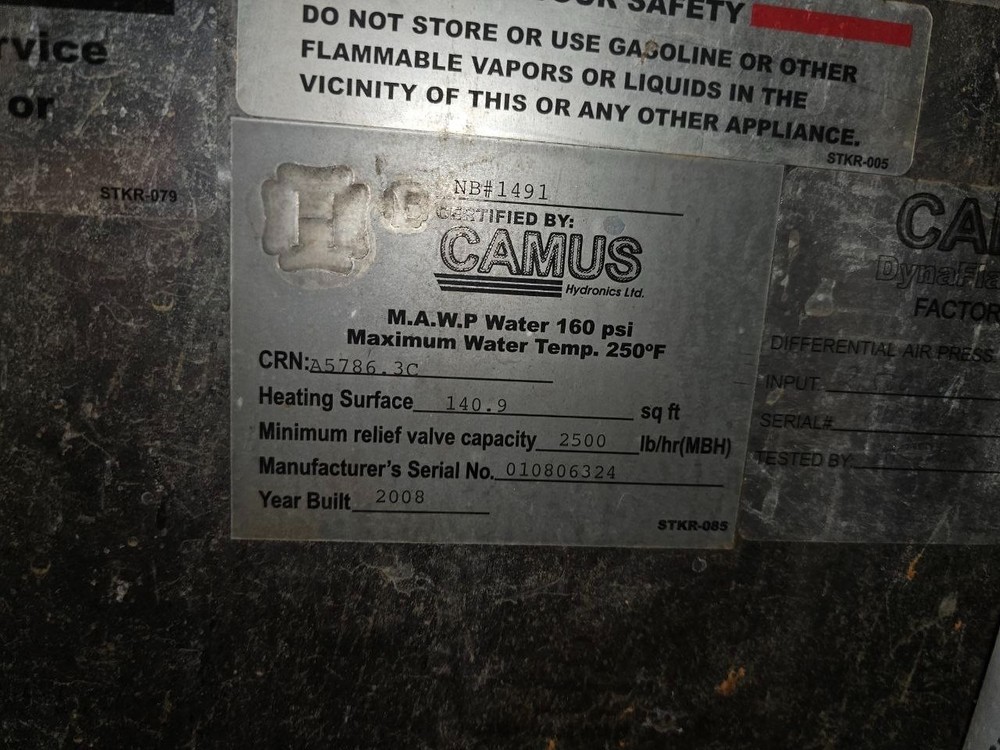 rvice
or
STKR-079
OUR SAFETY
DO NOT STORE OR USE GASOLINE OR OTHER
FLAMMABLE VAPORS OR LIQUIDS IN THE
VICINITY OF THIS OR ANY OTHER APPLIANCE.
STKR-005
H
NB#1491
CERTIFIED BY:
CAMUS
Hydronics Ltd.
M.A.W.P Water 160 psi
Maximum Water Temp. 250ºF
CRN:A5786.3C
Heating Surface 140.9 sq ft
Minimum relief valve capacity 2500 lb/hr(MBH)
Manufacturer's Serial No. 010806324
Year Built 2008
STKR-085
CA
DynaFla
FACTOR
DIFFERENTIAL AIR PRESS
INPUT
SERIAL#
TESTED BY